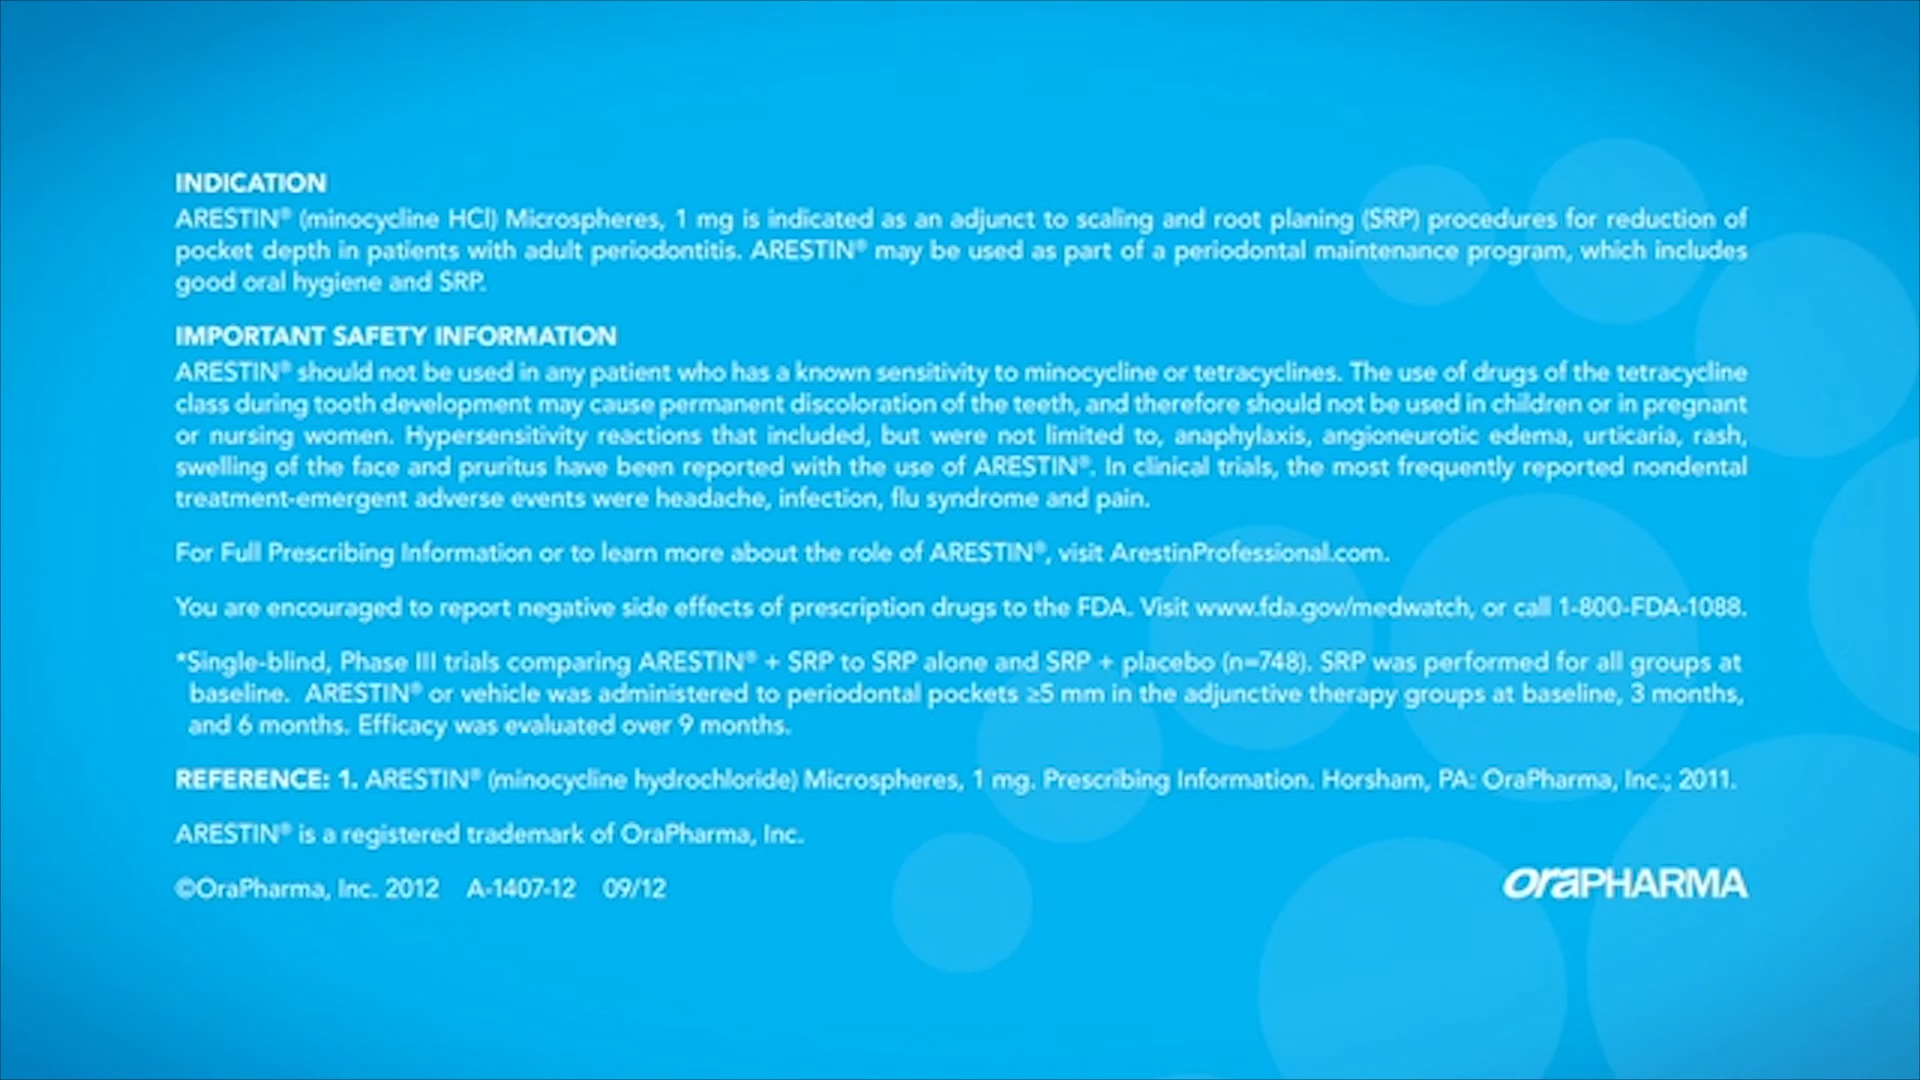 INDICATION
ARESTIN® (minocycline HCl) Microspheres, 1 mg is indicated as an adjunct to scaling and root planing (SRP) procedures for reduction of
pocket depth in patients with adult periodontitis. ARESTIN® may be used as part of a periodontal maintenance program, which includes
good oral hygiene and SRP.
IMPORTANT SAFETY INFORMATION
ARESTIN® should not be used in any patient who has a known sensitivity to minocycline or tetracyclines. The use of drugs of the tetracycline
class during tooth development may cause permanent discoloration of the teeth, and therefore should not be used in children or in pregnant
or nursing women. Hypersensitivity reactions that included, but were not limited to, anaphylaxis, angioneurotic edema, urticaria, rash,
swelling of the face and pruritus have been reported with the use of ARESTIN®. In clinical trials, the most frequently reported nondental
treatment-emergent adverse events were headache, infection, flu syndrome and pain.
For Full Prescribing Information or to learn more about the role of ARESTIN®, visit ArestinProfessional.com.
You are encouraged to report negative side effects of prescription drugs to the FDA. Visit www.fda.gov/medwatch, or call 1-800-FDA-1088.
*Single-blind, Phase III trials comparing ARESTIN® + SRP to SRP alone and SRP + placebo (n=748). SRP was performed for all groups at
baseline. ARESTIN® or vehicle was administered to periodontal pockets ≥5 mm in the adjunctive therapy groups at baseline, 3 months,
and 6 months. Efficacy was evaluated over 9 months.
REFERENCE: 1. ARESTIN® (minocycline hydrochloride) Microspheres, 1 mg. Prescribing Information. Horsham, PA: OraPharma, Inc.; 2011.
ARESTIN® is a registered trademark of OraPharma, Inc.
©OraPharma, Inc. 2012 A-1407-12 09/12
OraPHARMA